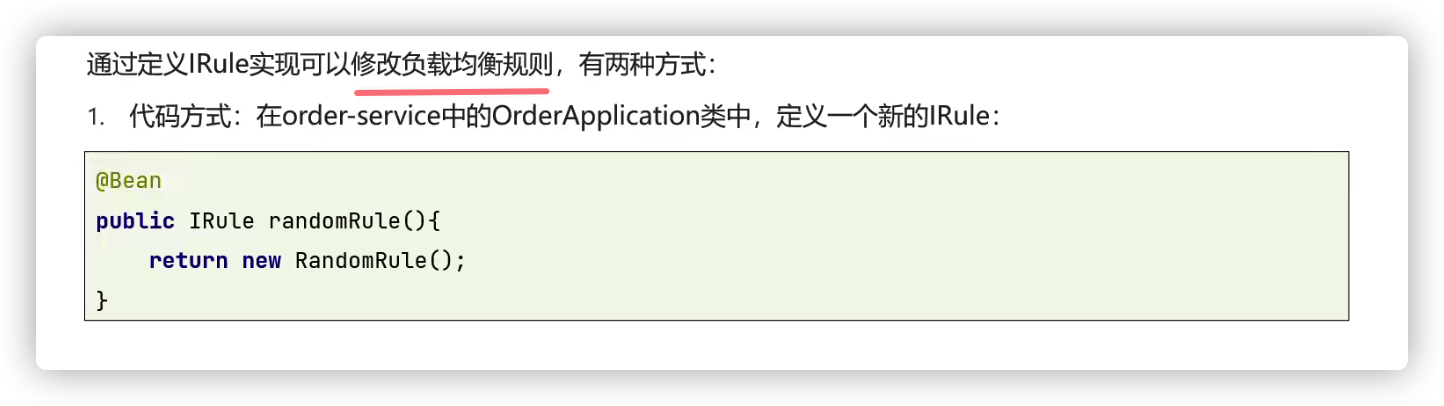 通过定义IRule实现可以修改负载均衡规则，有两种方式：
1. 代码方式：在order-service中的OrderApplication类中，定义一个新的IRule：
@Bean
public IRule randomRule(){
    return new RandomRule();
}